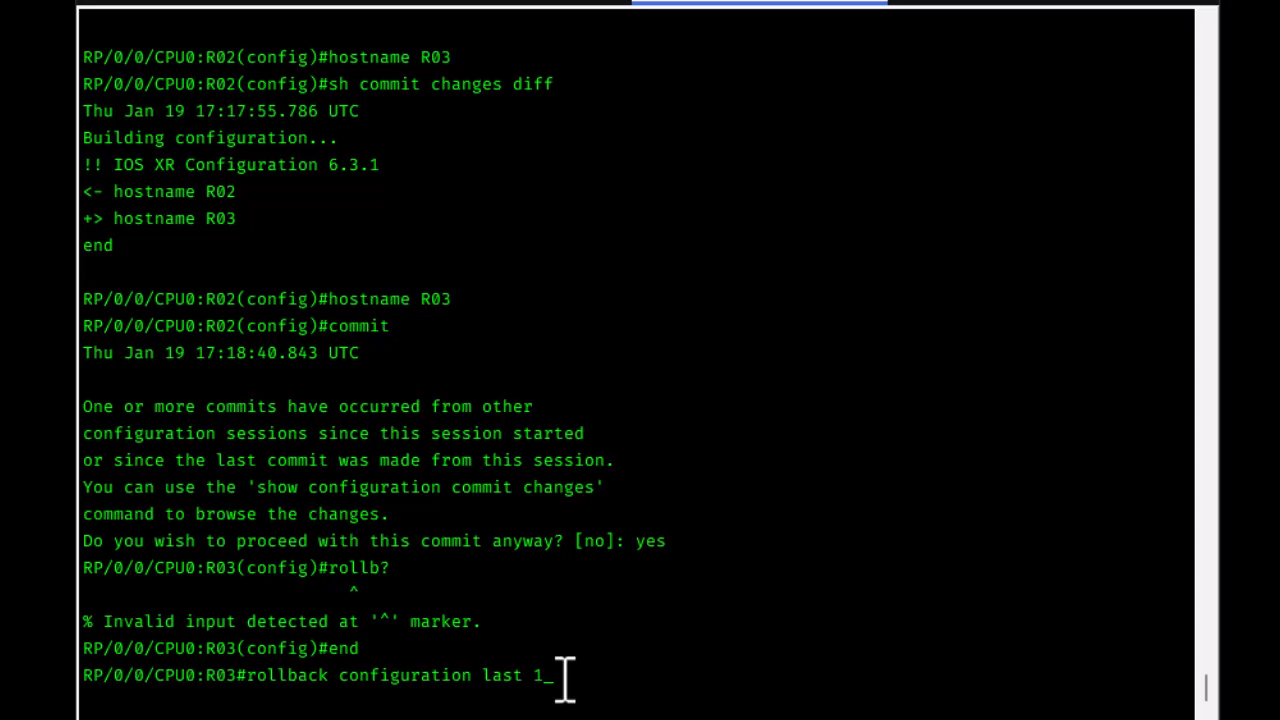 RP/0/0/CPU0:R02(config)#hostname R03
RP/0/0/CPU0:R02(config)#sh commit changes diff
Thu Jan 19 17:17:55.786 UTC
Building configuration...
!! IOS XR Configuration 6.3.1
<- hostname R02
+> hostname R03
end
RP/0/0/CPU0:R02(config)#hostname R03
RP/0/0/CPU0:R02(config)#commit
Thu Jan 19 17:18:40.843 UTC
One or more commits have occurred from other
configuration sessions since this session started
or since the last commit was made from this session.
You can use the 'show configuration commit changes'
command to browse the changes.
Do you wish to proceed with this commit anyway? [no]: yes
RP/0/0/CPU0:R03(config)#rollb?
^
% Invalid input detected at '^' marker.
RP/0/0/CPU0:R03(config)#end
RP/0/0/CPU0:R03#rollback configuration last 1_